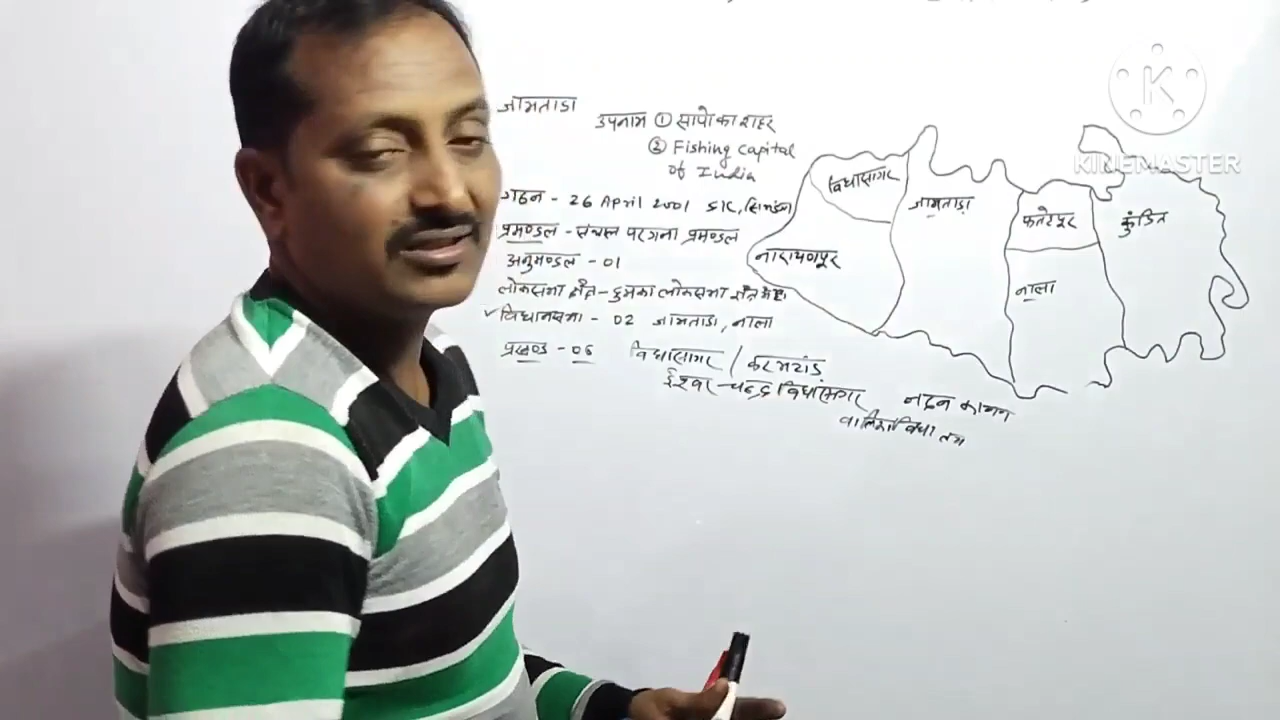 जामताडा
उपनाम ① सापो का शहर
② Fishing Capital
of India
गठन - 26 April 2001
प्रमण्डल - संथाल परगना प्रमण्डल
अनुमण्डल - 01
लोकसभा क्षेत्र - दुमका लोकसभा क्षेत्र
विधानसभा - 02 जामताडा, नाला
प्रखण्ड - 06 विधासागर / करमाटांड
ईश्वर चन्द्र विधासागर
नन्दन कानन
वालिका विधालय
विधासागर
जामताड़ा
फतेहपुर
कुंडित
नारायणपुर
नाला
K
KINEMASTER